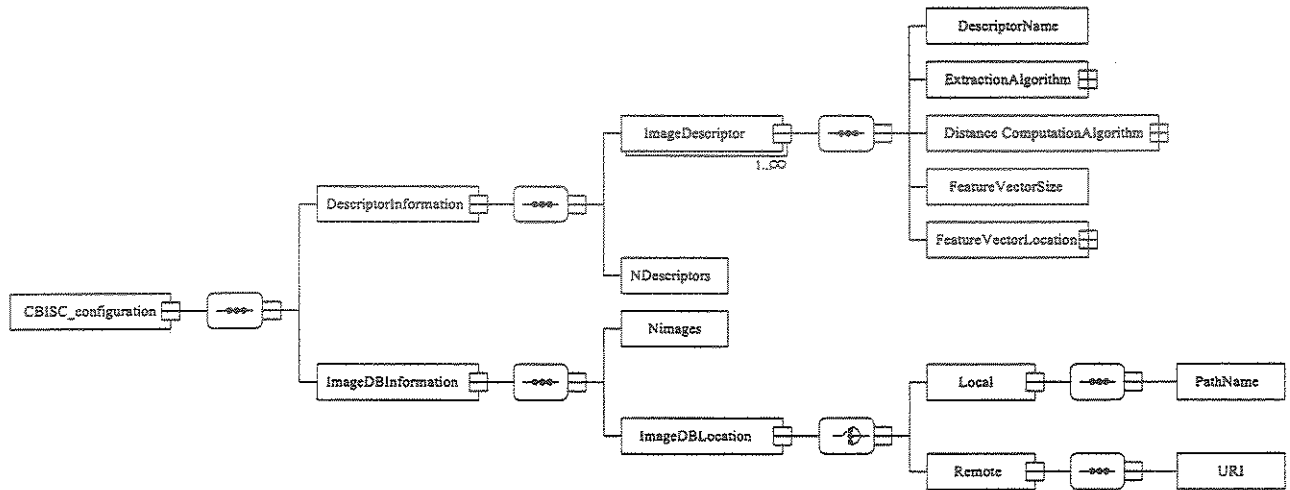 DescriptorName
ExtractionAlgorithm
Distance ComputationAlgorithm
FeatureVectorSize
FeatureVectorLocation
ImageDescriptor
1..∞
NDescriptors
DescriptorInformation
CBISC_configuration
ImageDBInformation
Nimages
ImageDBLocation
Local
PathName
Remote
URI